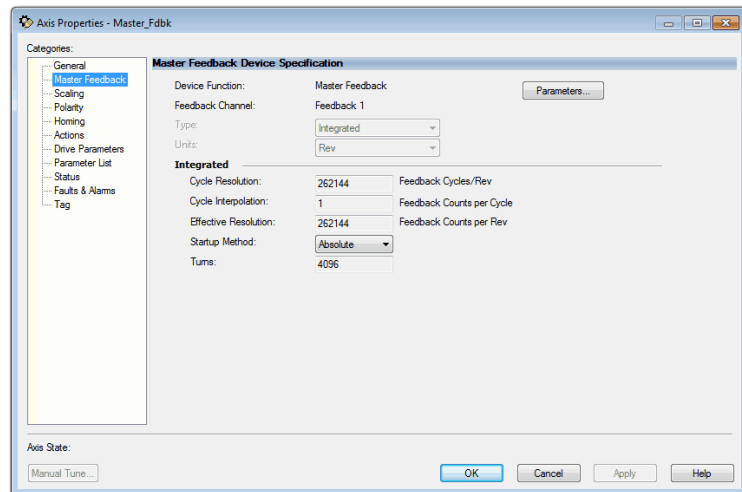 Axis Properties - Master_Fdbk
Categories:
General
Master Feedback
Scaling
Polarity
Homing
Actions
Drive Parameters
Parameter List
Status
Faults & Alarms
Tag
Master Feedback Device Specification
Device Function: Master Feedback Parameters...
Feedback Channel: Feedback 1
Type: Integrated
Units: Rev
Integrated
Cycle Resolution: 262144 Feedback Cycles/Rev
Cycle Interpolation: 1 Feedback Counts per Cycle
Effective Resolution: 262144 Feedback Counts per Rev
Startup Method: Absolute
Turns: 4096
Axis State:
Manual Tune... OK Cancel Apply Help